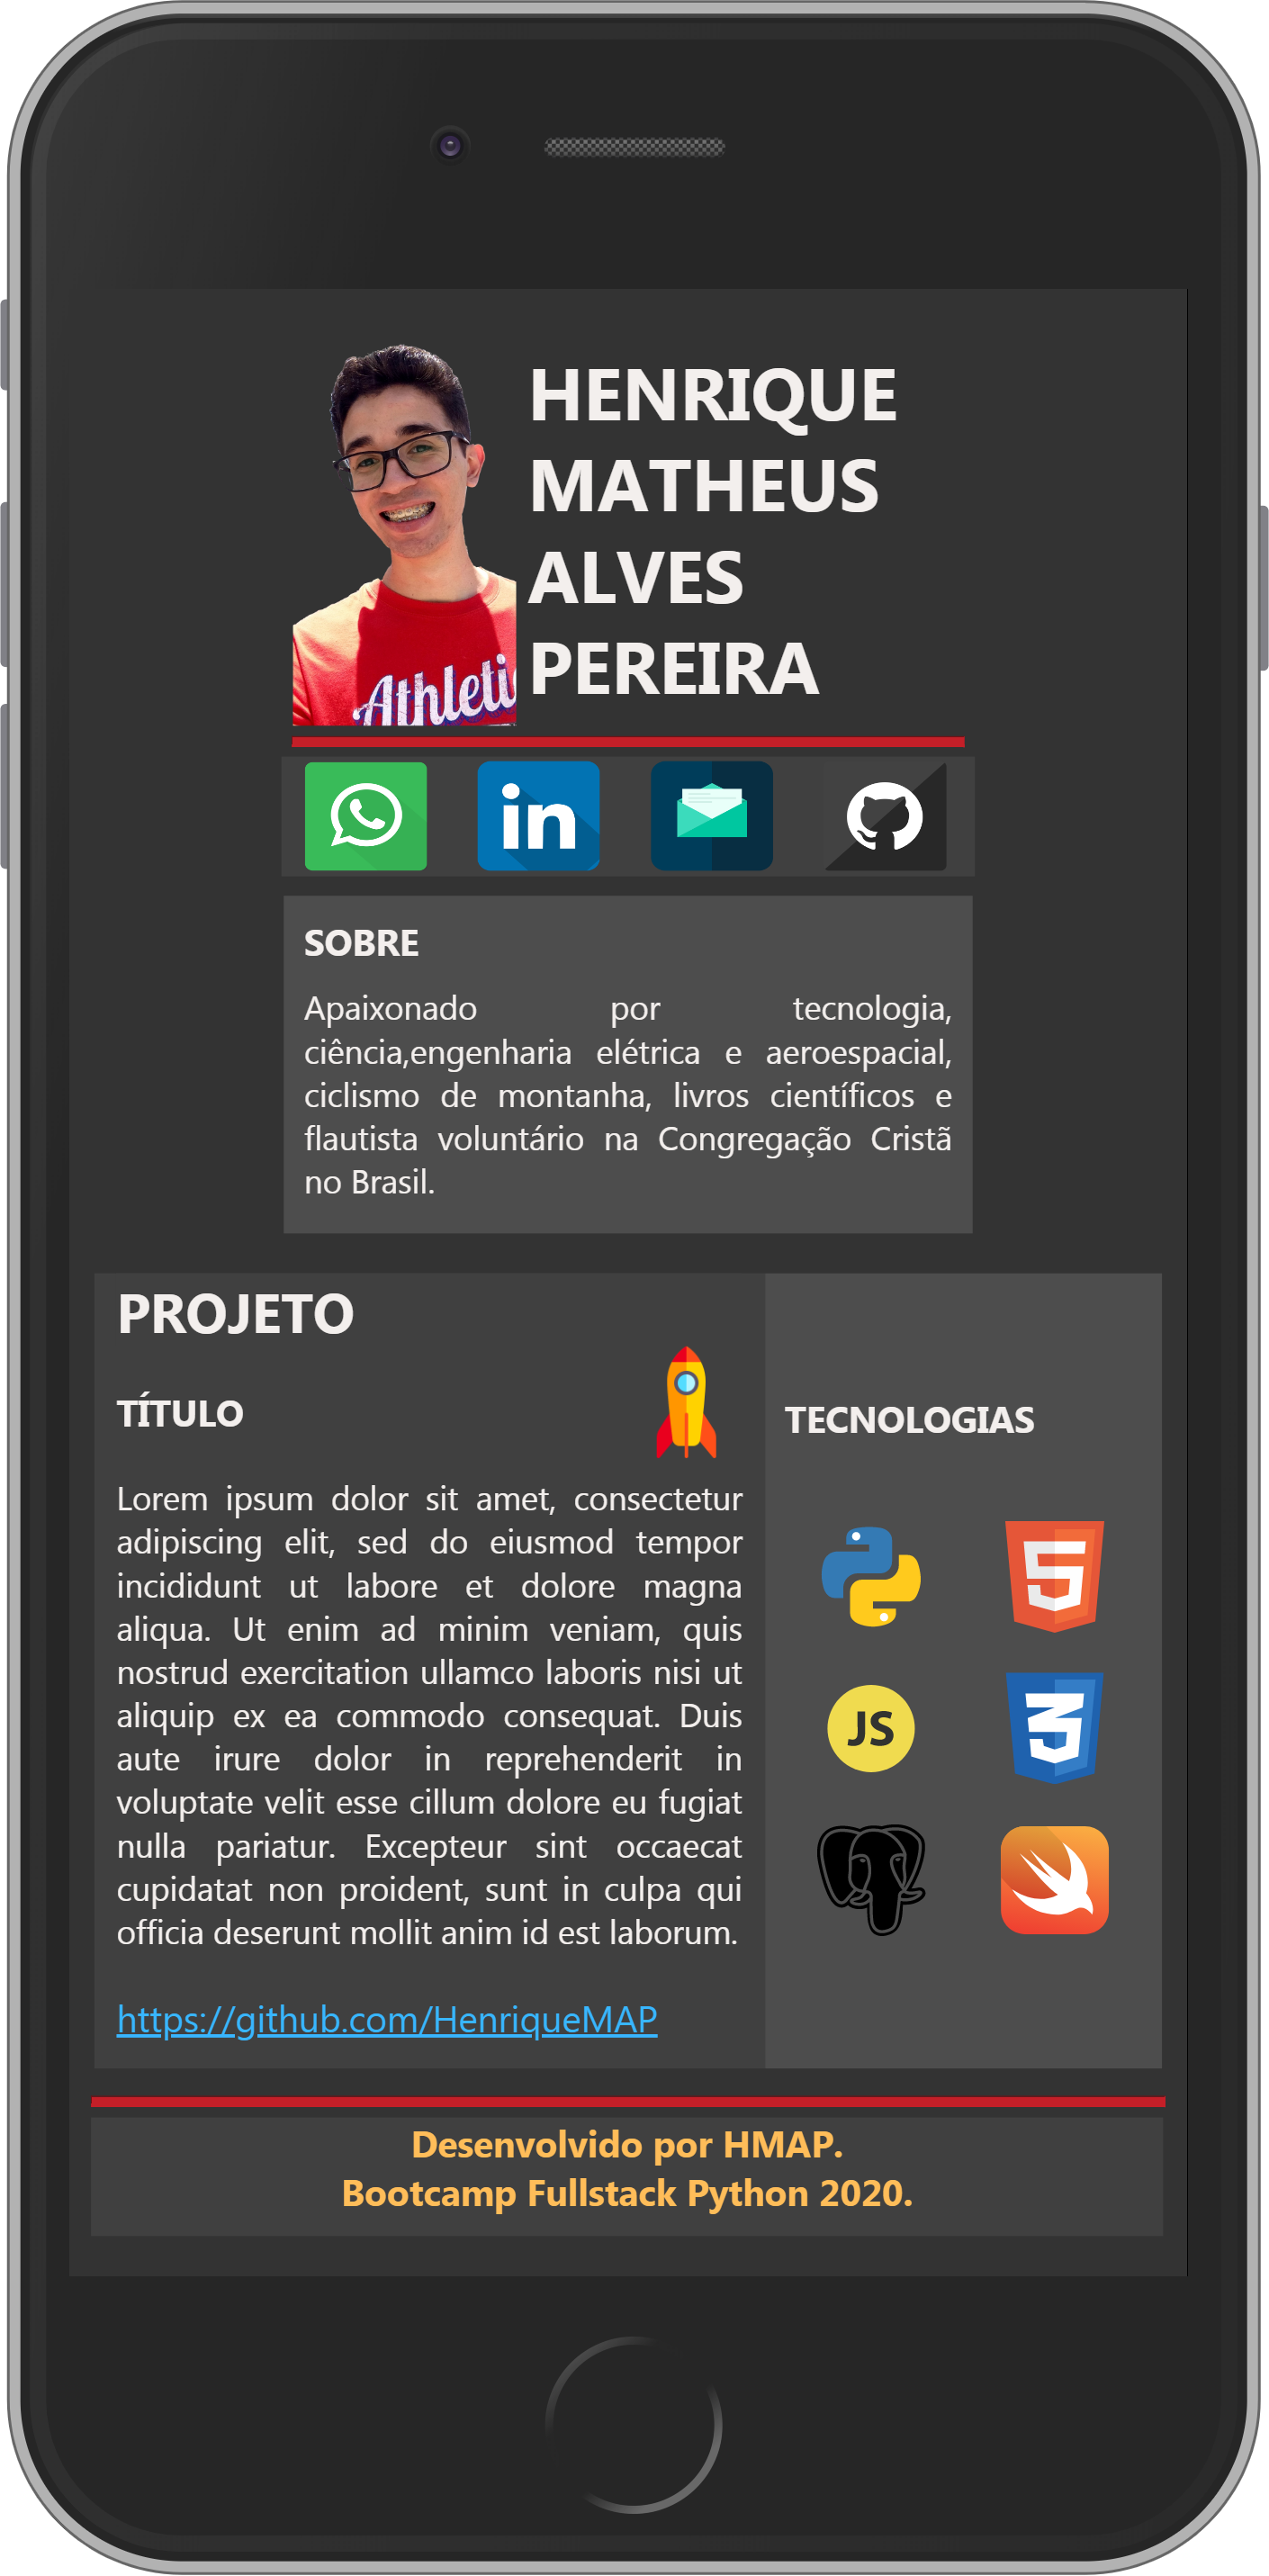 HENRIQUE
MATHEUS
ALVES
PEREIRA
Athleti
in
SOBRE
Apaixonado por tecnologia,
ciência,engenharia elétrica e aeroespacial,
ciclismo de montanha, livros científicos e
flautista voluntário na Congregação Cristã
no Brasil.
PROJETO
TÍTULO
Lorem ipsum dolor sit amet, consectetur
adipiscing elit, sed do eiusmod tempor
incididunt ut labore et dolore magna
aliqua. Ut enim ad minim veniam, quis
nostrud exercitation ullamco laboris nisi ut
aliquip ex ea commodo consequat. Duis
aute irure dolor in reprehenderit in
voluptate velit esse cillum dolore eu fugiat
nulla pariatur. Excepteur sint occaecat
cupidatat non proident, sunt in culpa qui
officia deserunt mollit anim id est laborum.
https://github.com/HenriqueMAP
TECNOLOGIAS
5
JS
3
Desenvolvido por HMAP.
Bootcamp Fullstack Python 2020.